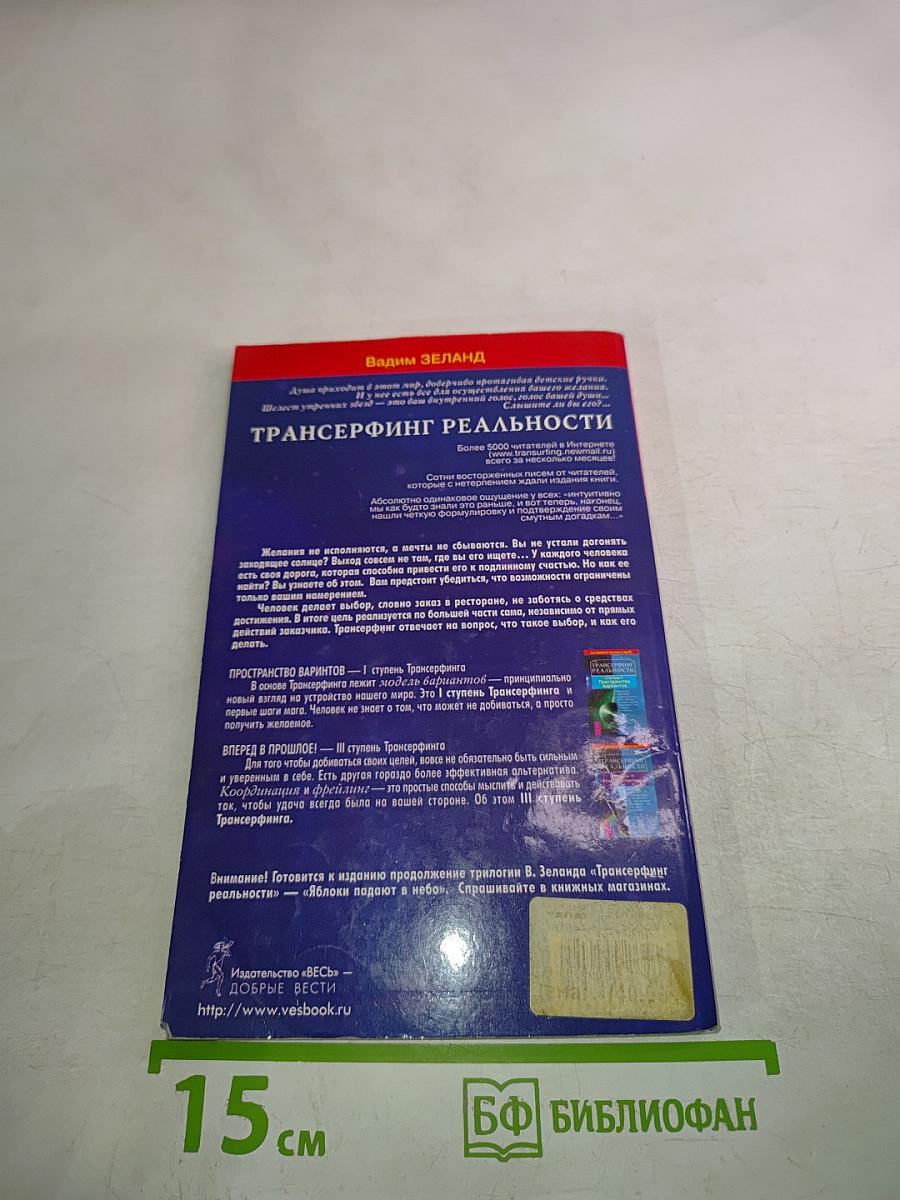 Вадим ЗЕЛАНД
Душа приходит в этот мир, доверчиво протягивая детские ручки.
И у нее есть все для осуществления вашего желания.
Шелест утренних звезд — это ваш внутренний голос, голос вашей души...
Слышите ли вы его?...
ТРАНСЕРФИНГ РЕАЛЬНОСТИ
Более 5000 читателей в Интернете
(www.transurfing.newmail.ru)
всего за несколько месяцев!
Сотни восторженных писем от читателей,
которые с нетерпением ждали издания книги.
Абсолютно одинаковое ощущение у всех: «интуитивно
мы как будто знали это раньше, и вот теперь, наконец,
нашли четкую формулировку и подтверждение своим
смутным догадкам...»
Желания не исполняются, а мечты не сбываются. Вы не устали догонять
заходящее солнце? Выход совсем не там, где вы его ищете... У каждого человека
есть своя дорога, которая способна привести его к подлинному счастью. Но как ее
найти? Вы узнаете об этом. Вам предстоит убедиться, что возможности ограничены
только вашим намерением.
Человек делает выбор, словно заказ в ресторане, не заботясь о средствах
достижения. В итоге цель реализуется по большей части сама, независимо от прямых
действий заказчика. Трансерфинг отвечает на вопрос, что такое выбор, и как его
делать.
ПРОСТРАНСТВО ВАРИНТОВ — I ступень Трансерфинга
В основе Трансерфинга лежит модель вариантов — принципиально
новый взгляд на устройство нашего мира. Это I ступень Трансерфинга и
первые шаги мага. Человек не знает о том, что может не добиваться, а просто
получить желаемое.
ТРАНСЕРФИНГ
РЕАЛЬНОСТИ
Пространство
вариантов
ВПЕРЕД В ПРОШЛОЕ! — III ступень Трансерфинга
Для того чтобы добиваться своих целей, вовсе не обязательно быть сильным
и уверенным в себе. Есть другая гораздо более эффективная альтернатива.
Координация и фрейлинг — это простые способы мыслить и действовать
так, чтобы удача всегда была на вашей стороне. Об этом III ступень
Трансерфинга.
ТРАНСЕРФИНГ
РЕАЛЬНОСТИ
Внимание! Готовится к изданию продолжение трилогии В. Зеланда «Трансерфинг
реальности» — «Яблоки падают в небо». Спрашивайте в книжных магазинах.
Издательство «ВЕСЬ» —
ДОБРЫЕ ВЕСТИ
http://www.vesbook.ru
15 см
БФ БИБЛИОФАН